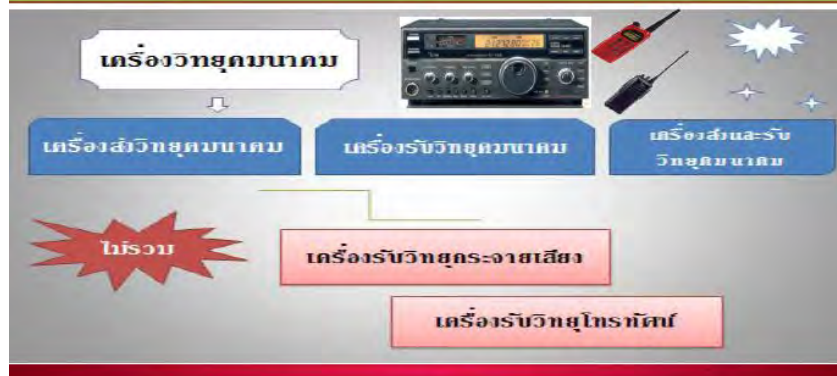 เครื่องวิทยุคมนาคม
เครื่องส่งวิทยุคมนาคม
เครื่องรับวิทยุคมนาคม
เครื่องส่งและรับ
วิทยุคมนาคม
ไม่รวม
เครื่องรับวิทยุกระจายเสียง
เครื่องรับวิทยุโทรทัศน์